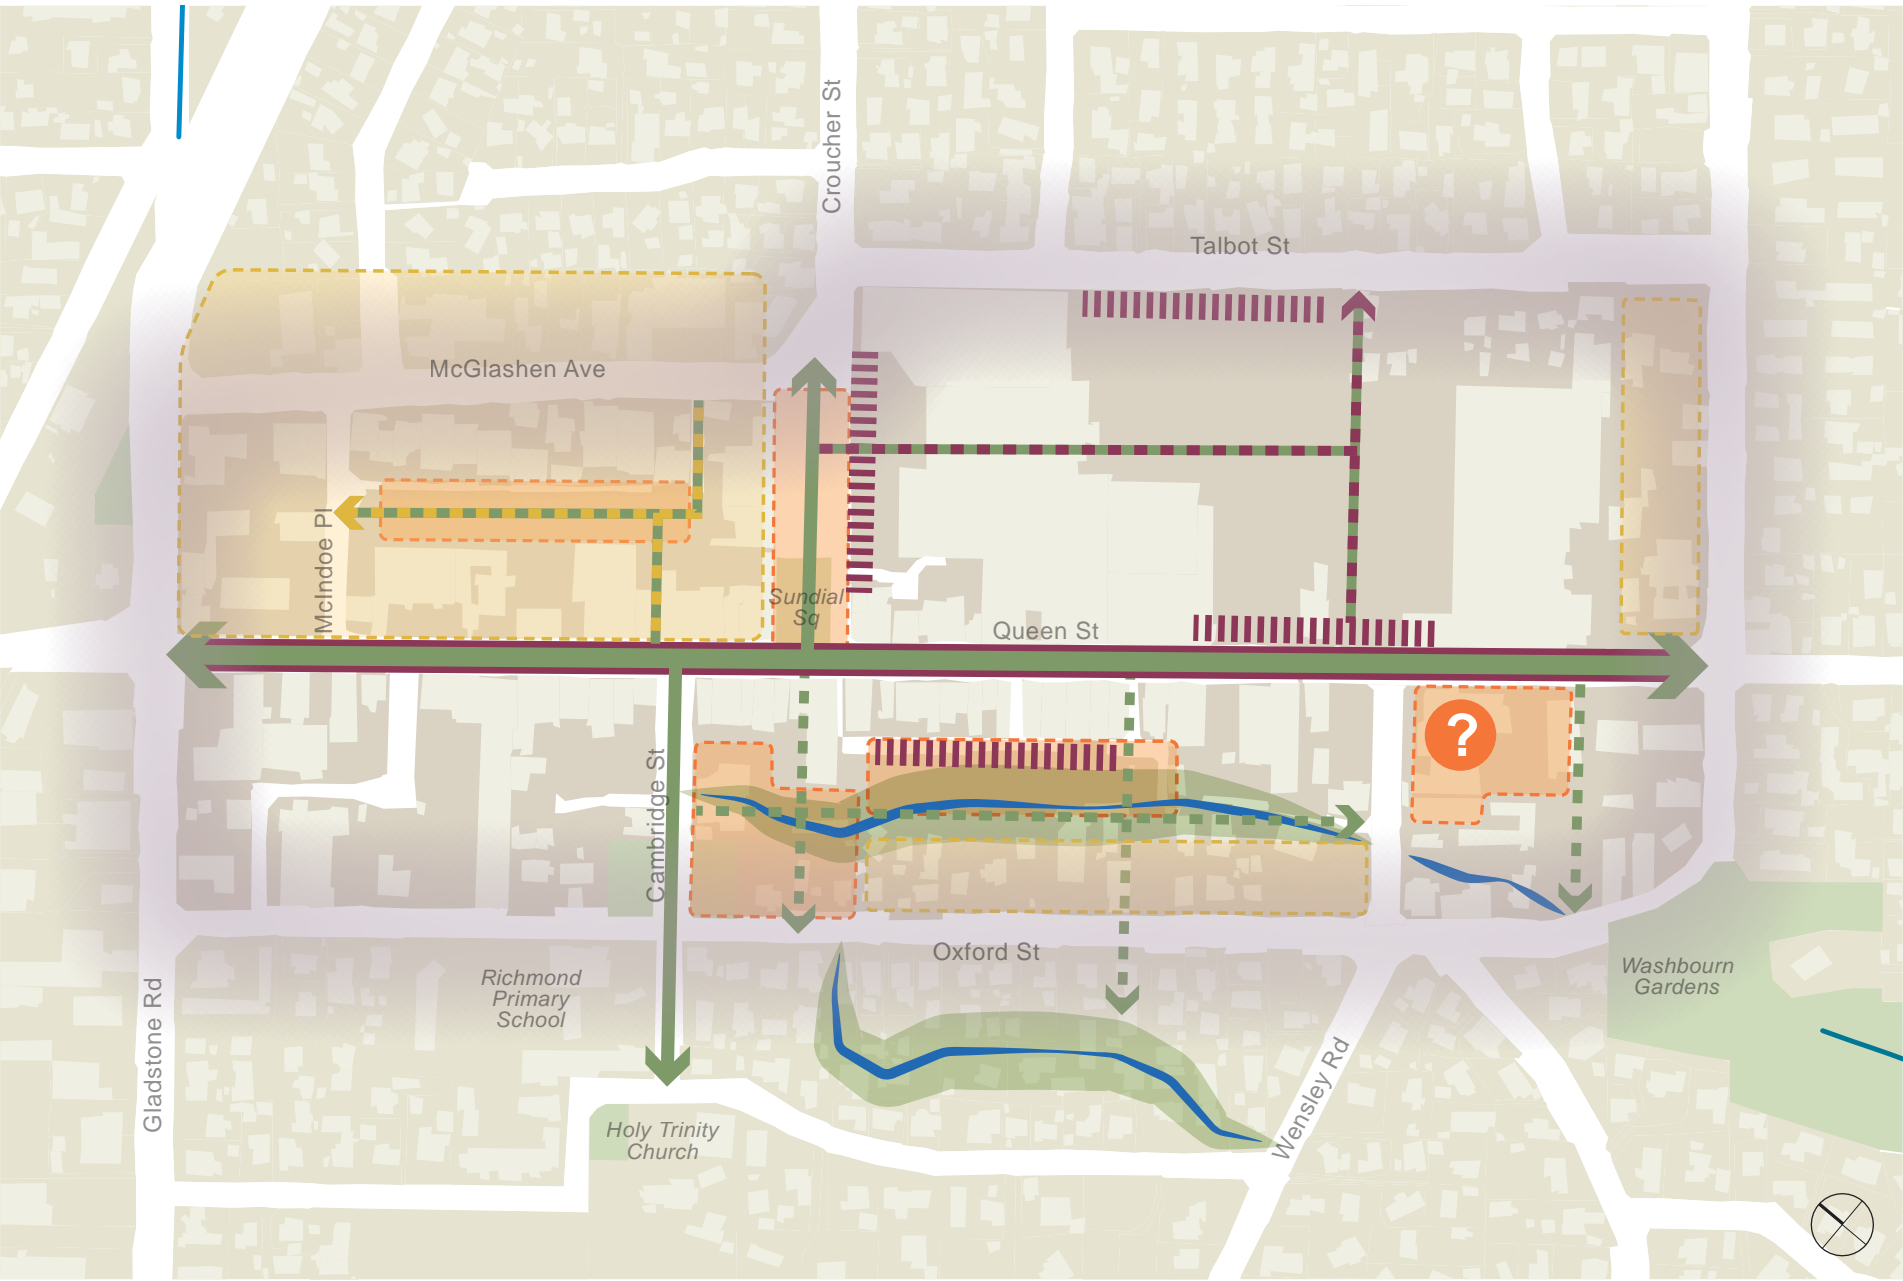 Croucher St
Talbot St
McGlashen Ave
McIndoe Pl
Sundial
Sq
Queen St
?
Cambridge St
Oxford St
Richmond
Primary
School
Washbourn
Gardens
Gladstone Rd
Wensley Rd
Holy Trinity
Church